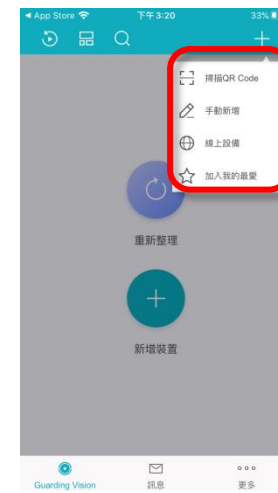 App Store 下午 3:20 33%
掃描QR Code
手動新增
線上設備
加入我的最愛
重新整理
新增裝置
Guarding Vision 訊息 更多